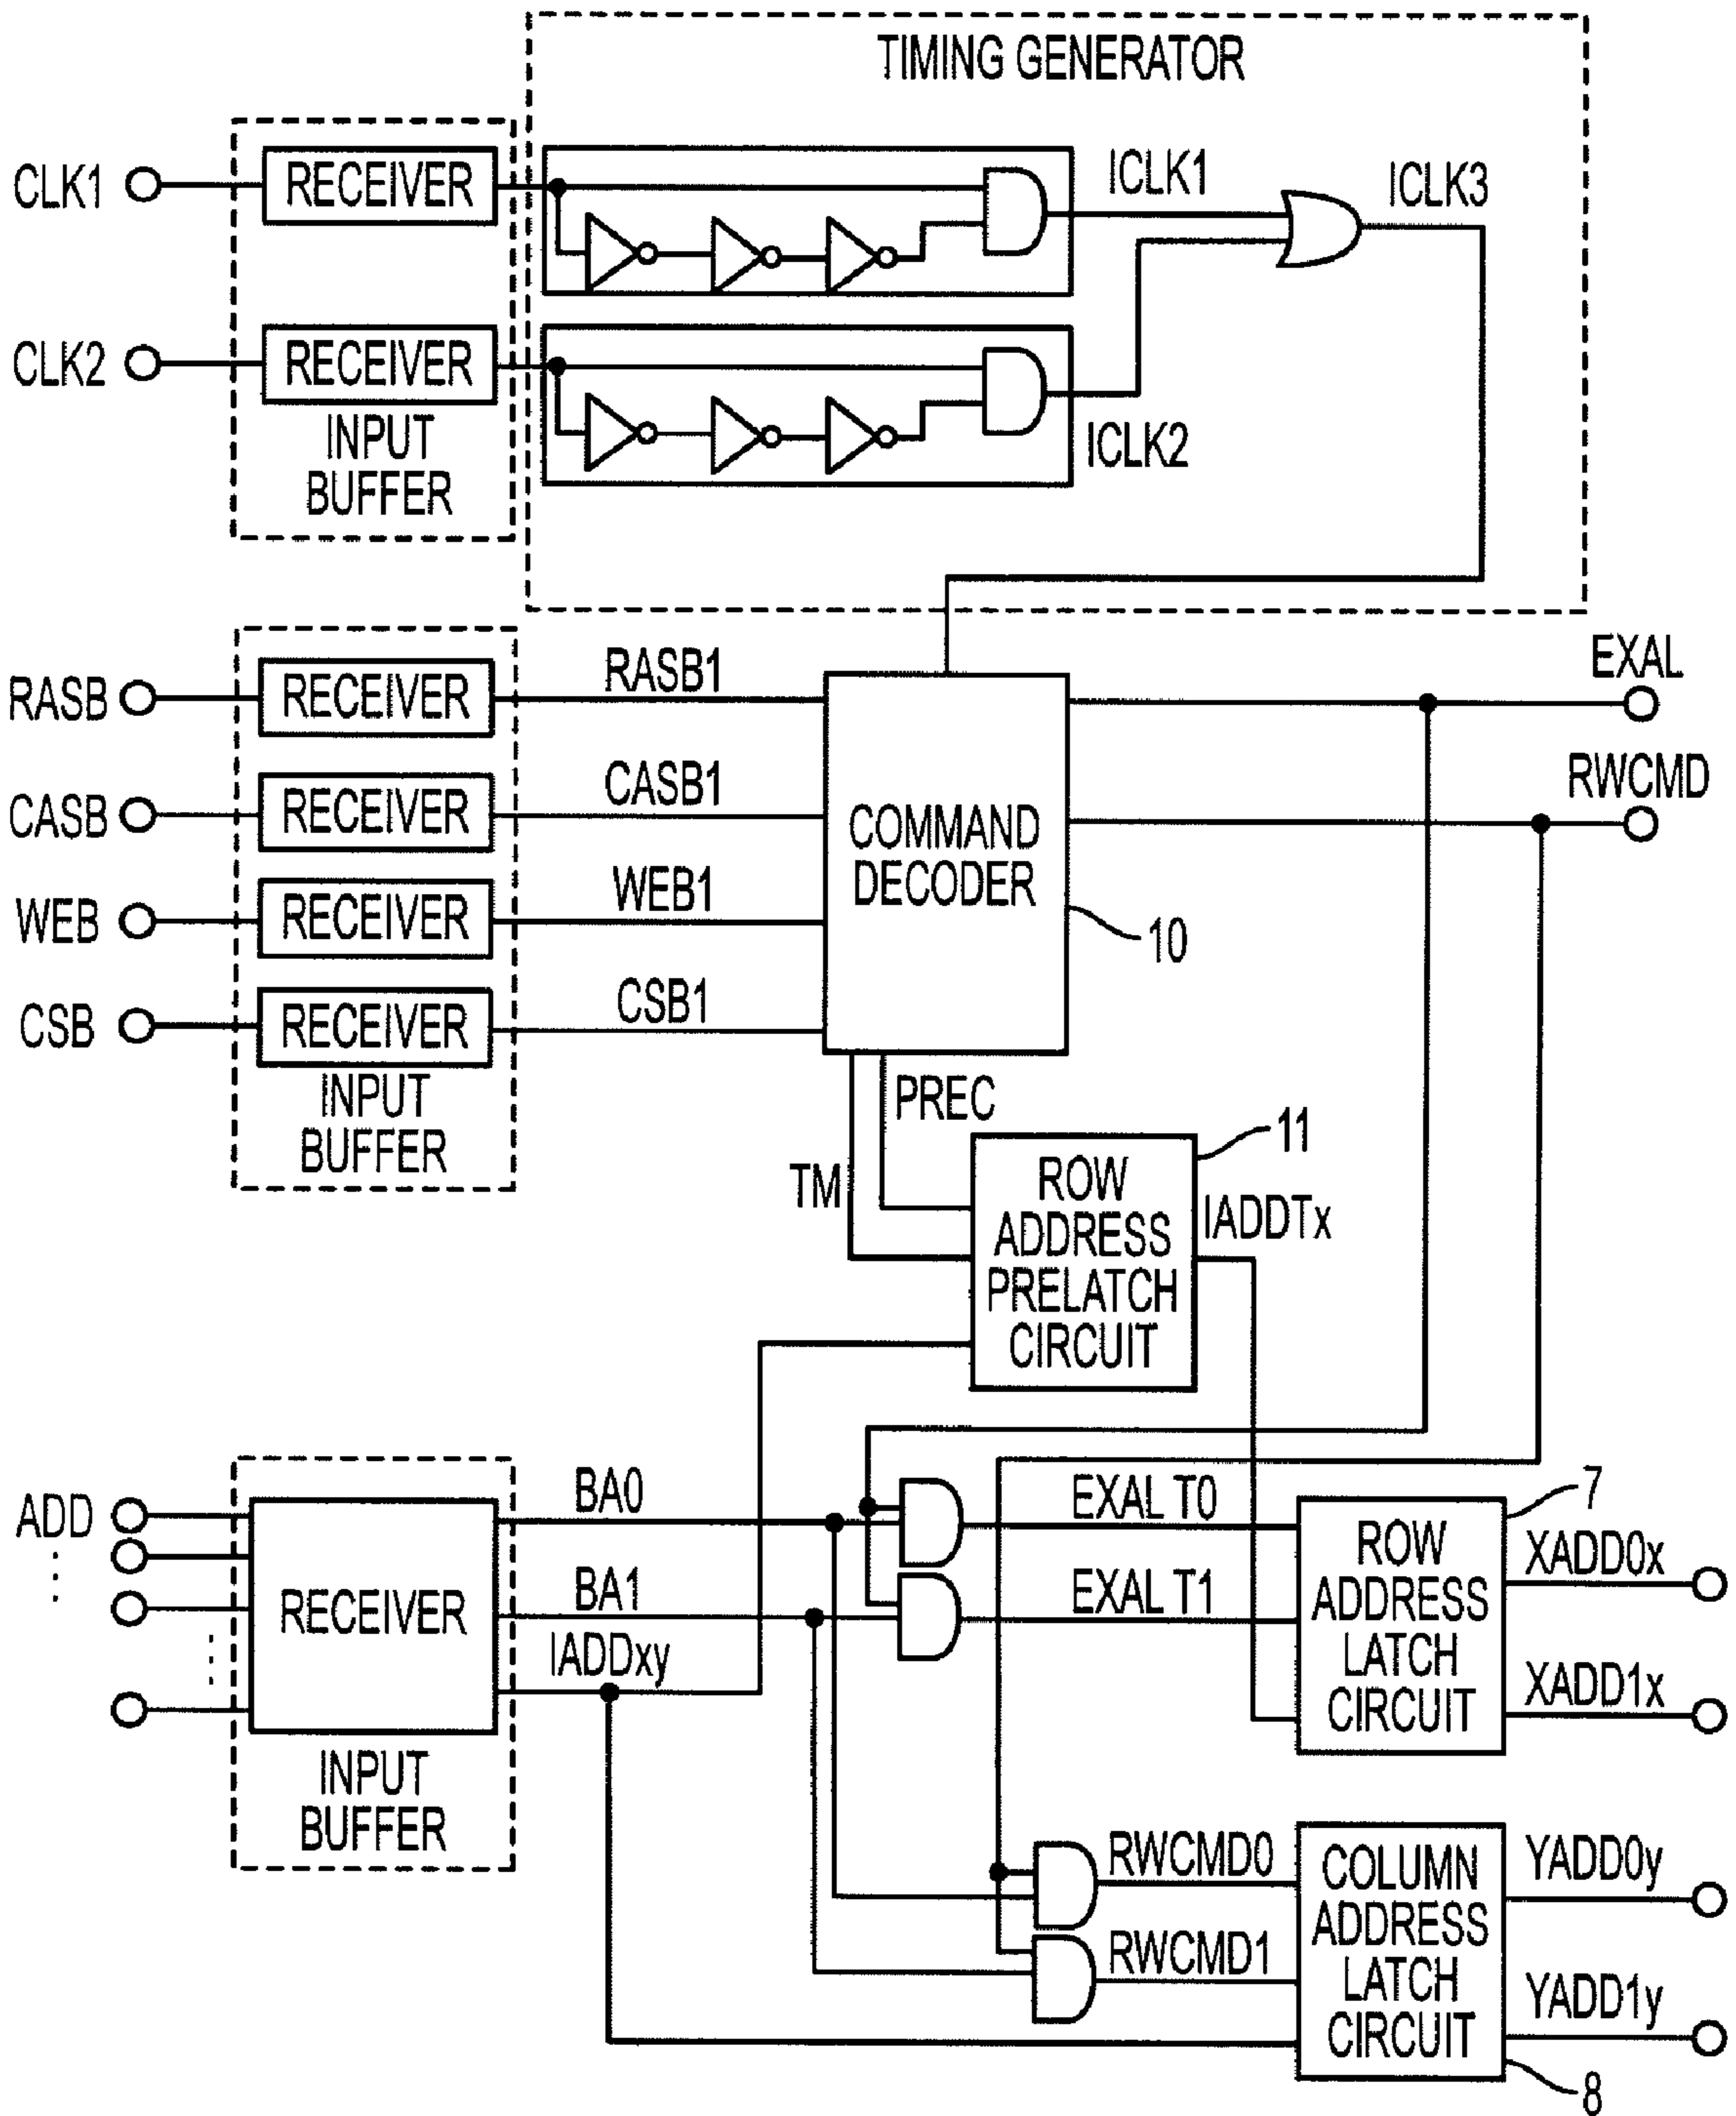 TIMING GENERATOR
CLK1
RECEIVER
ICLK1
ICLK3
CLK2
RECEIVER
INPUT
BUFFER
ICLK2
RASB
RECEIVER
RASB1
EXAL
CASB
RECEIVER
CASB1
RWCMD
COMMAND
DECODER
WEB
RECEIVER
WEB1
10
CSB
RECEIVER
CSB1
INPUT
BUFFER
PREC
TM
11
ROW
ADDRESS
PRELATCH
CIRCUIT
IADDTx
ADD
RECEIVER
INPUT
BUFFER
BA0
BA1
IADDxy
EXAL T0
EXAL T1
7
ROW
ADDRESS
LATCH
CIRCUIT
XADD0x
XADD1x
RWCMD0
RWCMD1
COLUMN
ADDRESS
LATCH
CIRCUIT
YADD0y
YADD1y
8